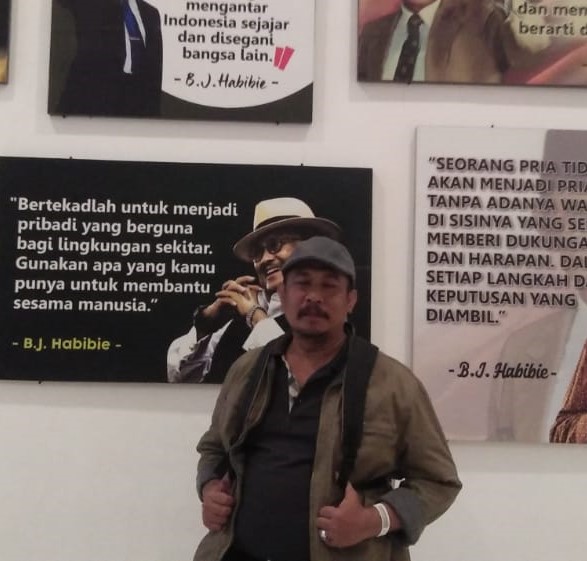 mengantar
Indonesia sejajar
dan disegani
bangsa lain.
- B.J. Habibie -
dan men
berarti d
"Bertekadlah untuk menjadi
pribadi yang berguna
bagi lingkungan sekitar.
Gunakan apa yang kamu
punya untuk membantu
sesama manusia."
- B.J. Habibie -
"SEORANG PRIA TID
AKAN MENJADI PRIA
TANPA ADANYA WA
DI SISINYA YANG SE
MEMBERI DUKUNGA
DAN HARAPAN. DAL
SETIAP LANGKAH DA
KEPUTUSAN YANG
DIAMBIL."
- B.J. Habibie -